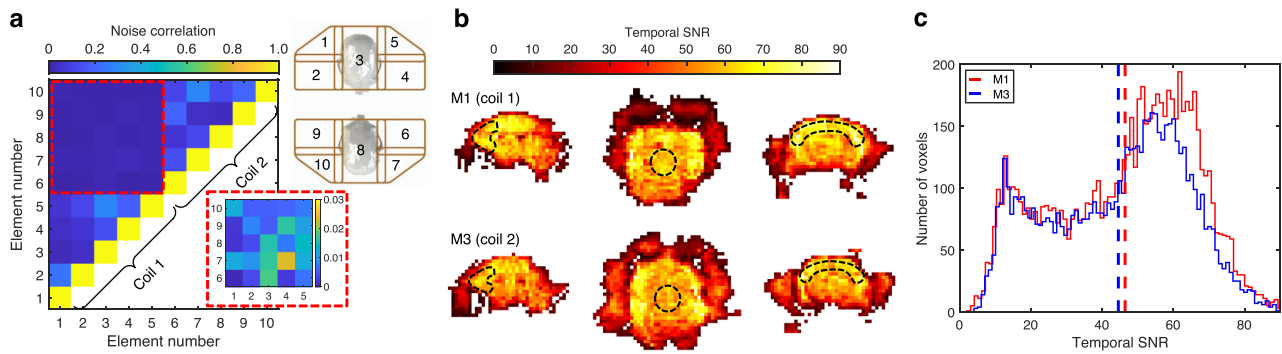 a
Noise correlation
0 0.2 0.4 0.6 0.8 1.0
Element number
10
9
8
7
6
5
4
3
2
1
1 2 3 4 5 6 7 8 9 10
Element number
Coil 1
Coil 2
1 5
3
2 4
9 6
8
10 7
10
9
8
7
6
1 2 3 4 5
0.03
0.02
0.01
0
b
Temporal SNR
0 10 20 30 40 50 60 70 80 90
M1 (coil 1)
M3 (coil 2)
c
M1
M3
Number of voxels
200
150
100
50
0
0 20 40 60 80
Temporal SNR